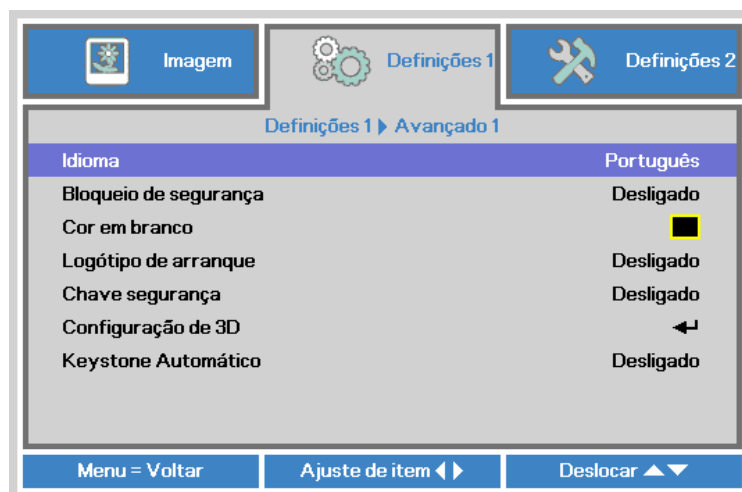 Imagem
Definições 1
Definições 2
Definições 1 Avançado 1
Idioma Português
Bloqueio de segurança Desligado
Cor em branco
Logótipo de arranque Desligado
Chave segurança Desligado
Configuração de 3D
Keystone Automático Desligado
Menu = Voltar
Ajuste de item
Deslocar